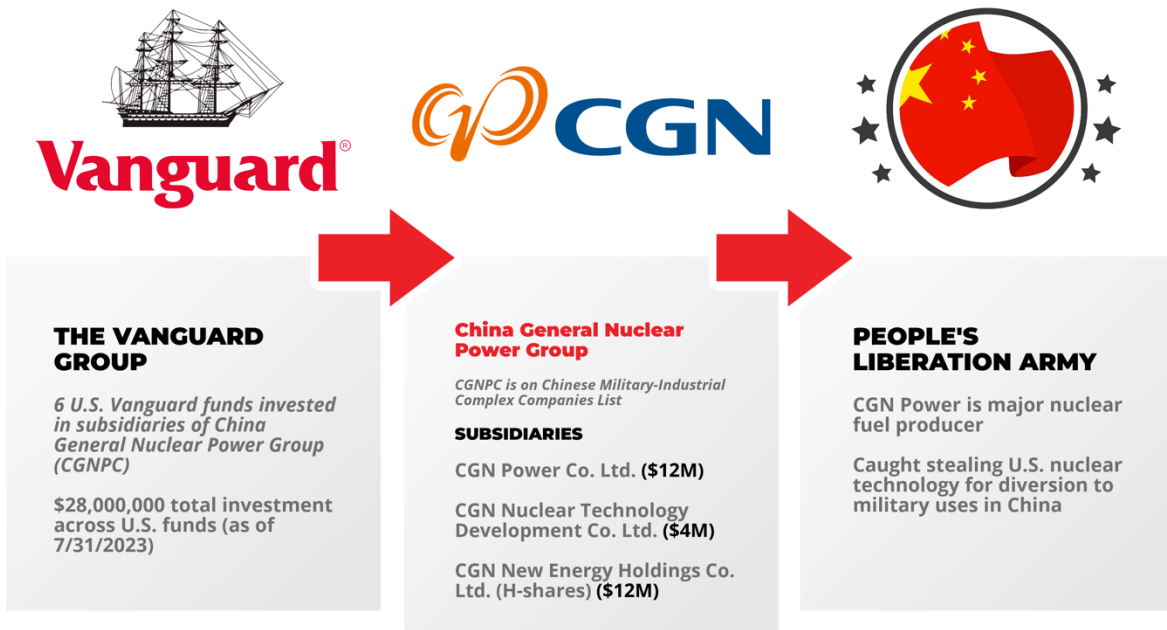 Vanguard®
CGN
THE VANGUARD
GROUP
6 U.S. Vanguard funds invested
in subsidiaries of China
General Nuclear Power Group
(CGNPC)
$28,000,000 total investment
across U.S. funds (as of
7/31/2023)
China General Nuclear
Power Group
CGNPC is on Chinese Military-Industrial
Complex Companies List
SUBSIDIARIES
CGN Power Co. Ltd. ($12M)
CGN Nuclear Technology
Development Co. Ltd. ($4M)
CGN New Energy Holdings Co.
Ltd. (H-shares) ($12M)
PEOPLE'S
LIBERATION ARMY
CGN Power is major nuclear
fuel producer
Caught stealing U.S. nuclear
technology for diversion to
military uses in China